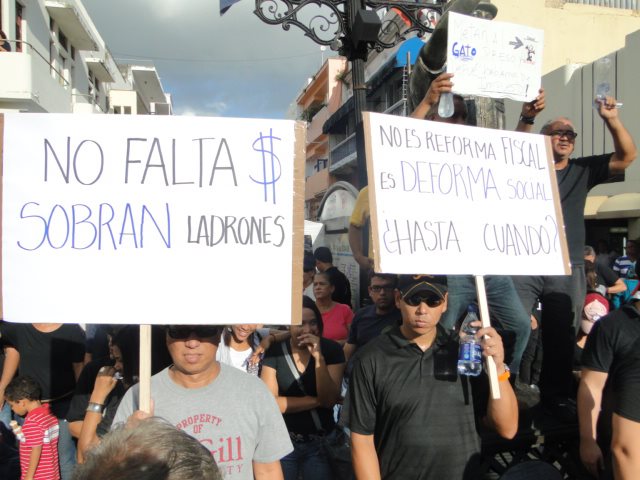 NO FALTA $
SOBRAN LADRONES
NO ES REFORMA FISCAL
ES DEFORMA SOCIAL
¿HASTA CUANDO?
GATO
PROPERTY OF
Gill